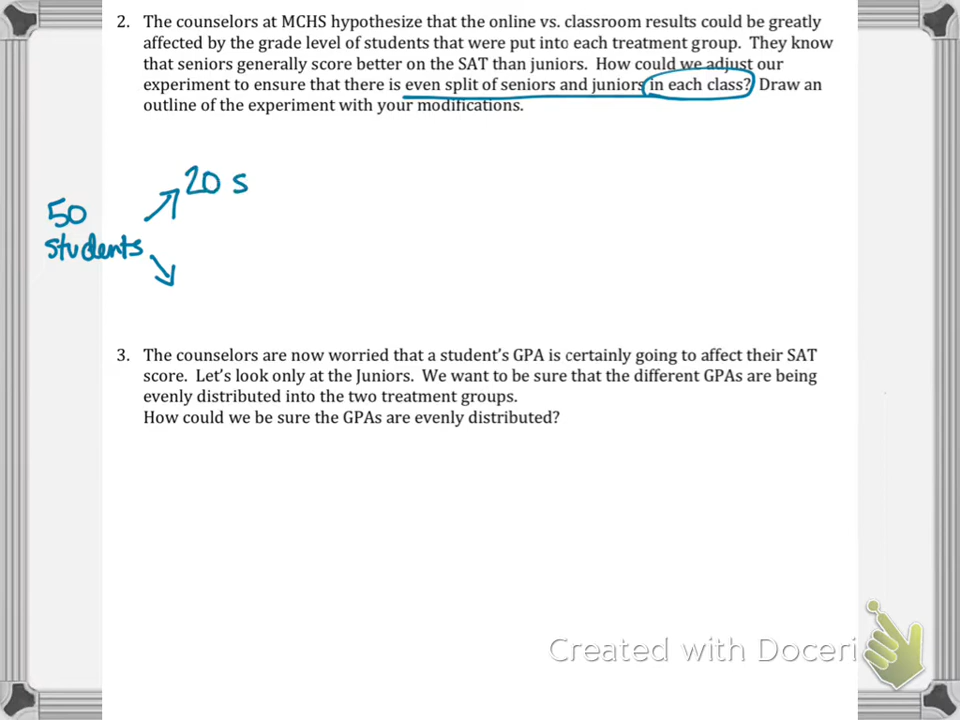 2. The counselors at MCHS hypothesize that the online vs. classroom results could be greatly
affected by the grade level of students that were put into each treatment group. They know
that seniors generally score better on the SAT than juniors. How could we adjust our
experiment to ensure that there is even split of seniors and juniors in each class? Draw an
outline of the experiment with your modifications.
20 s
50
students
3. The counselors are now worried that a student's GPA is certainly going to affect their SAT
score. Let's look only at the Juniors. We want to be sure that the different GPAs are being
evenly distributed into the two treatment groups.
How could we be sure the GPAs are evenly distributed?
Created with Doceri